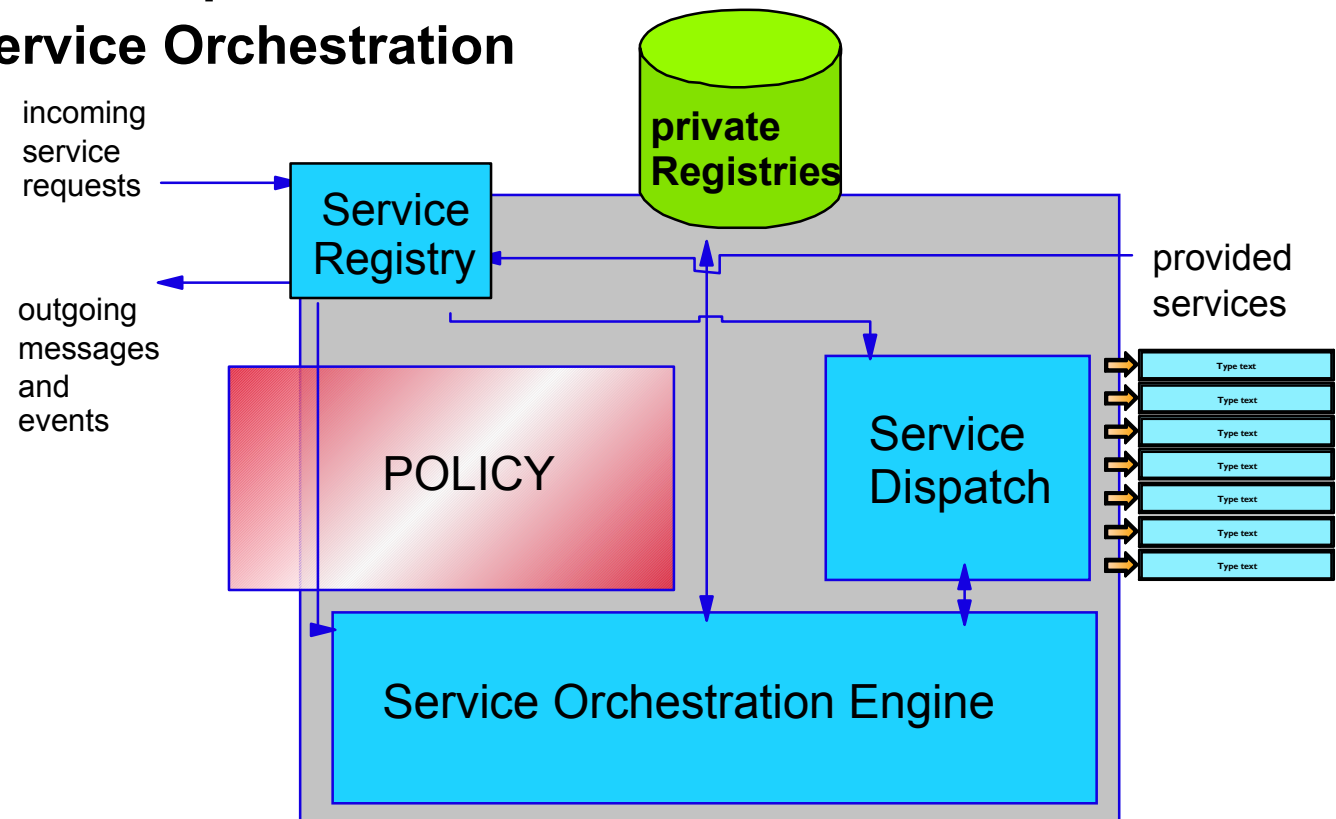 ervice Orchestration
incoming
service
requests
private
Registries
Service
Registry
provided
services
outgoing
messages
and
events
Type text
Type text
Type text
Type text
Type text
Type text
Type text
POLICY
Service
Dispatch
Service Orchestration Engine